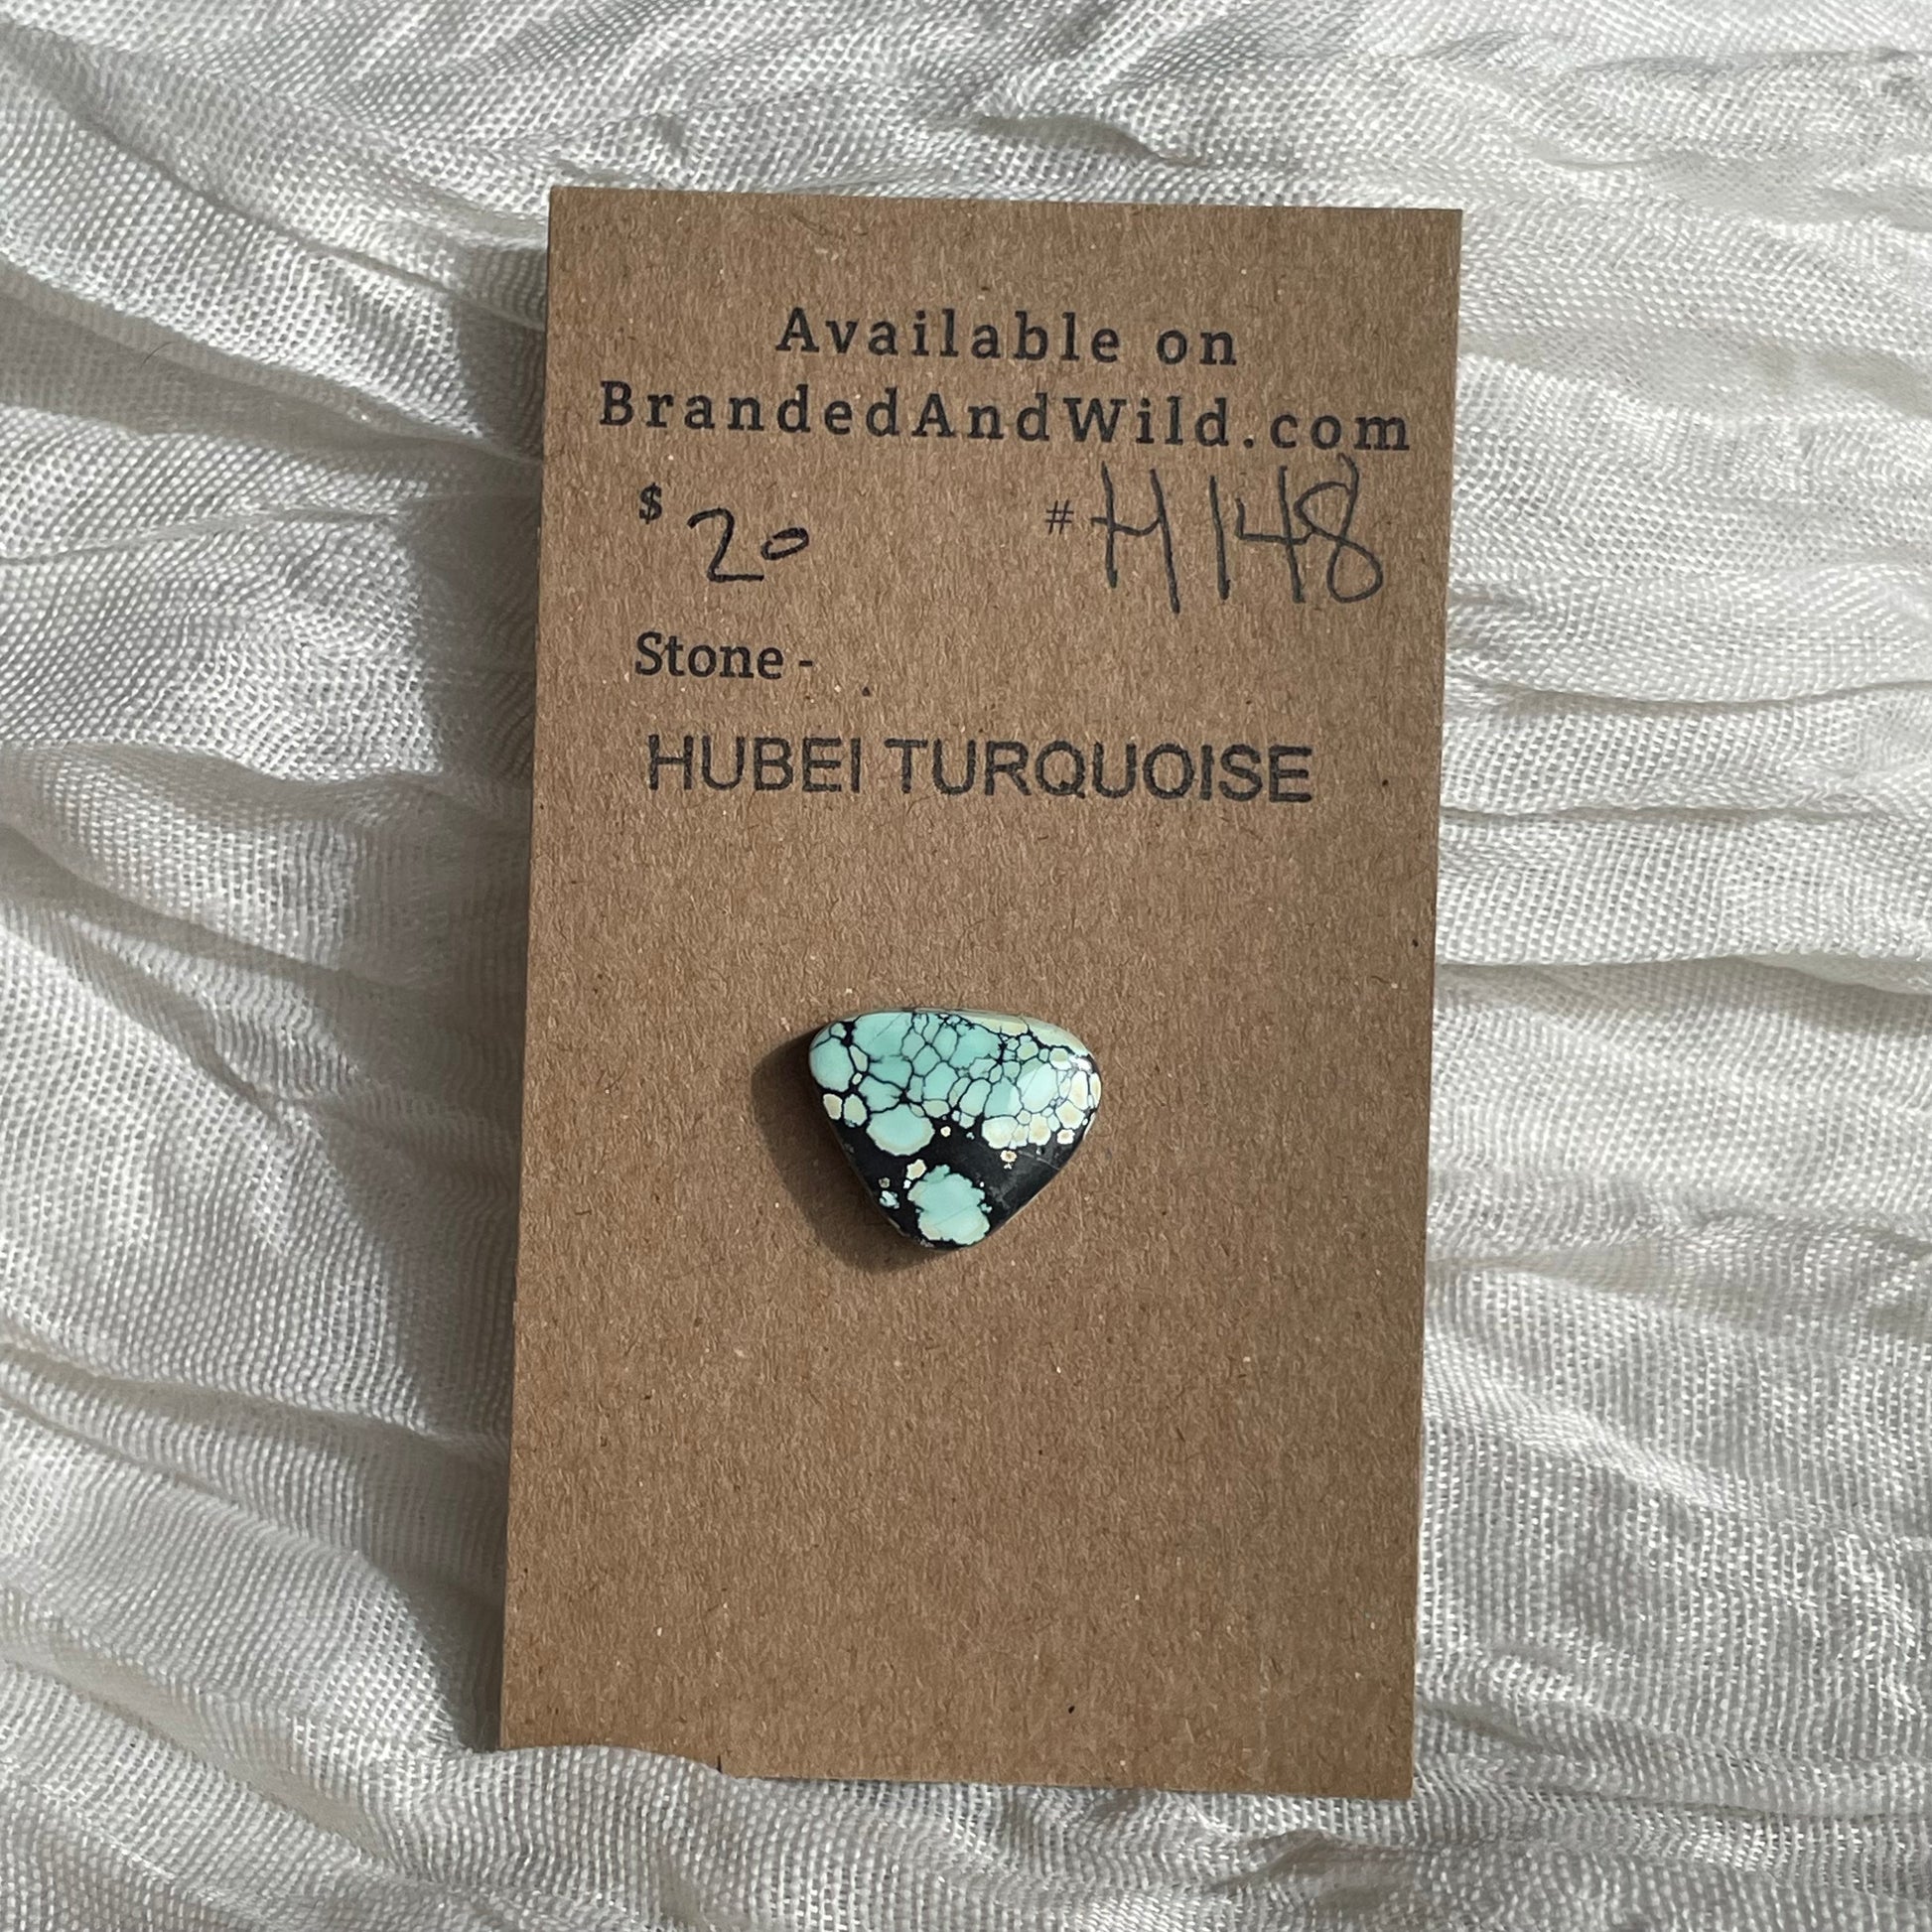 Available on
BrandedAndWild.com
$ 20 # H148
Stone -
HUBEI TURQUOISE